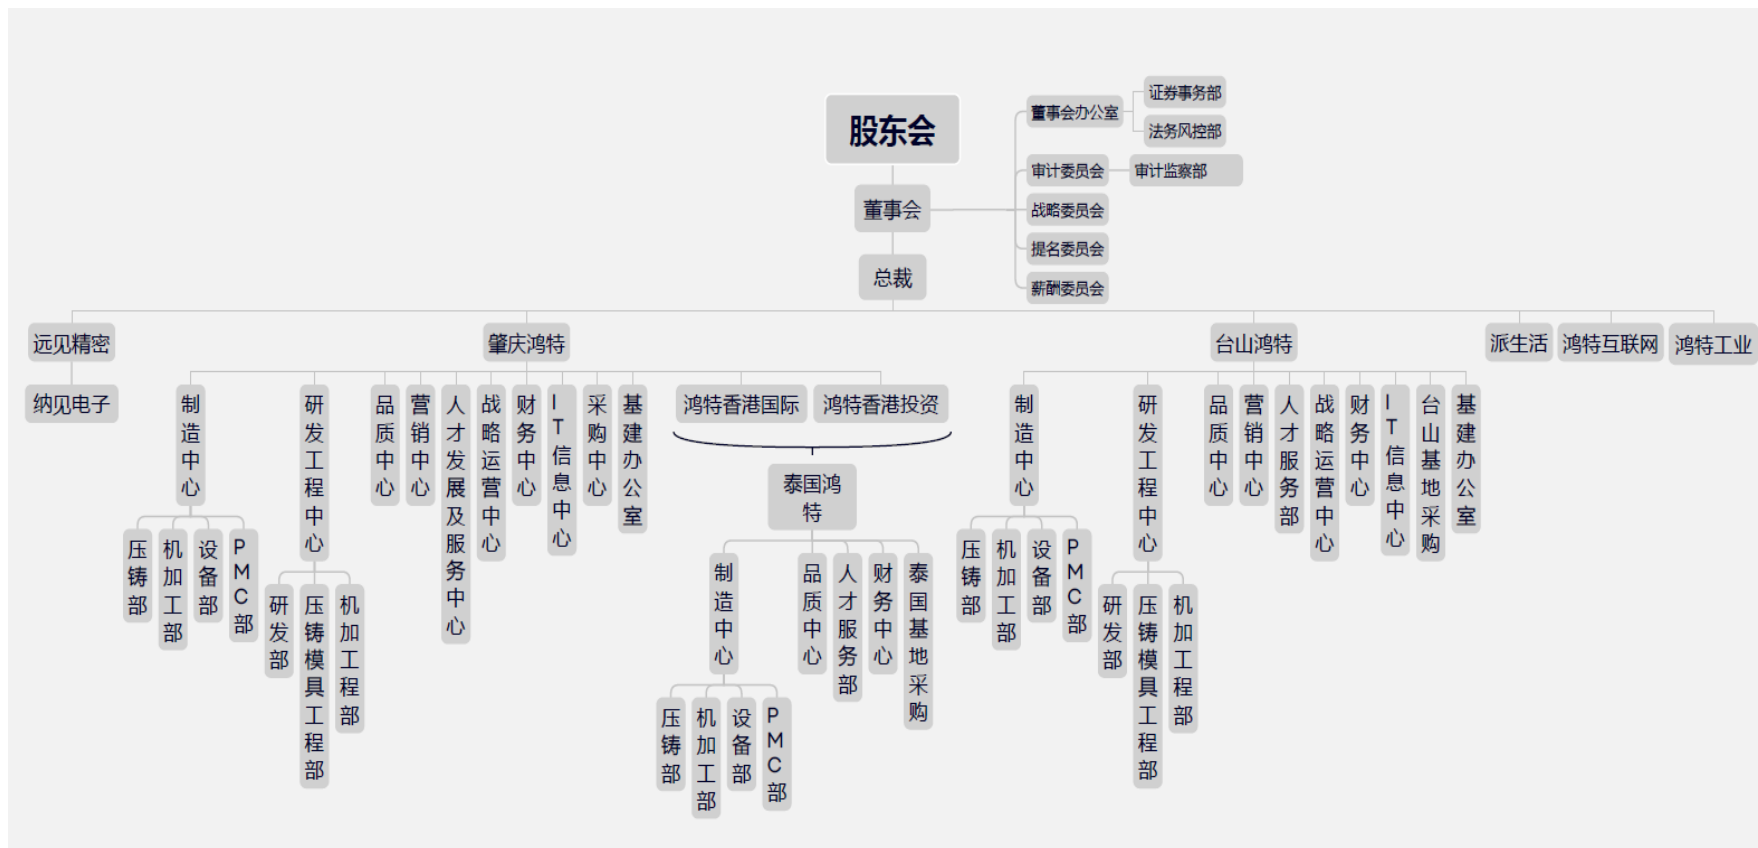 股东会
董事会
总裁
董事会办公室
证券事务部
法务风控部
审计委员会
审计监察部
战略委员会
提名委员会
薪酬委员会
远见精密
纳见电子
肇庆鸿特
台山鸿特
派生活
鸿特互联网
鸿特工业
制造中心
压铸部
机加工部
设备部
PMC部
研发工程中心
研发部
压铸模具工程部
机加工程部
品质中心
营销中心
人才发展及服务中心
战略运营中心
财务中心
IT信息中心
采购中心
基建办公室
鸿特香港国际
鸿特香港投资
泰国鸿
特
制造中心
压铸部
机加工部
设备部
PMC部
品质中心
人才服务部
财务中心
泰国基地采购
制造中心
压铸部
机加工部
设备部
PMC部
研发工程中心
研发部
压铸模具工程部
机加工程部
品质中心
营销中心
人才服务部
战略运营中心
财务中心
IT信息中心
台山基地采购
基建办公室